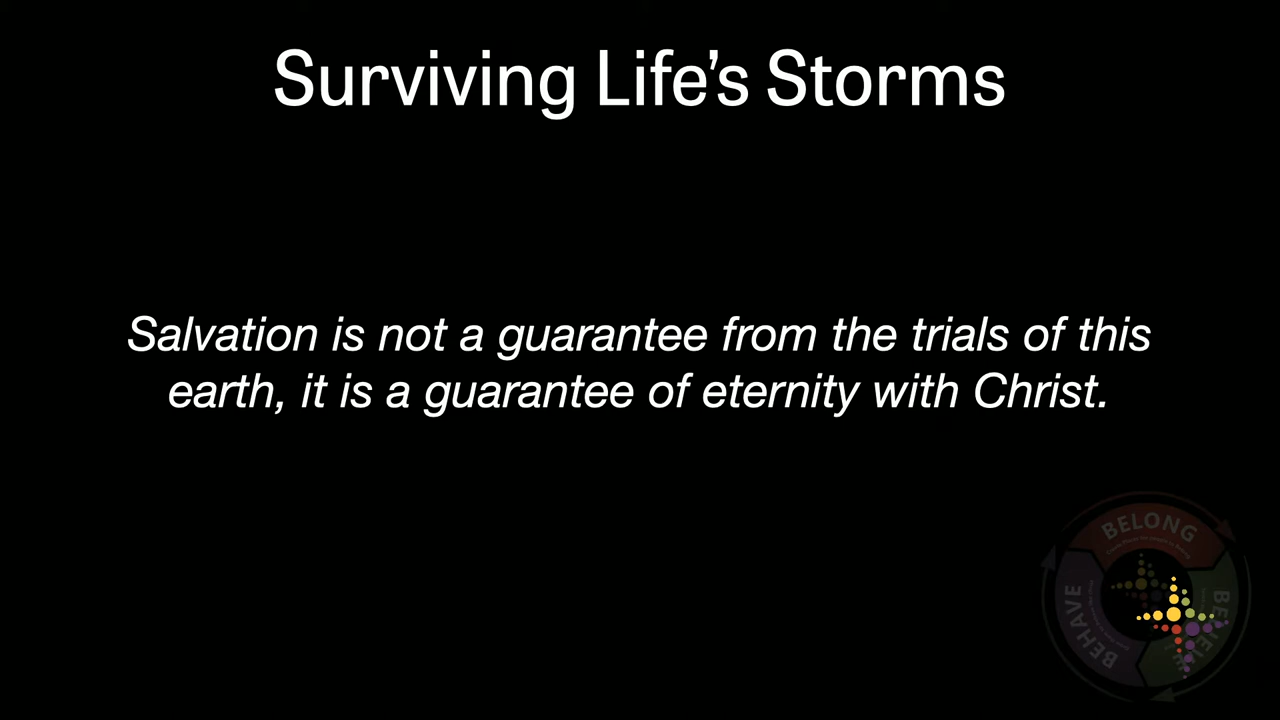 Surviving Life’s Storms
Salvation is not a guarantee from the trials of this
earth, it is a guarantee of eternity with Christ.
BELONG
BEHAVE
BELIEVE